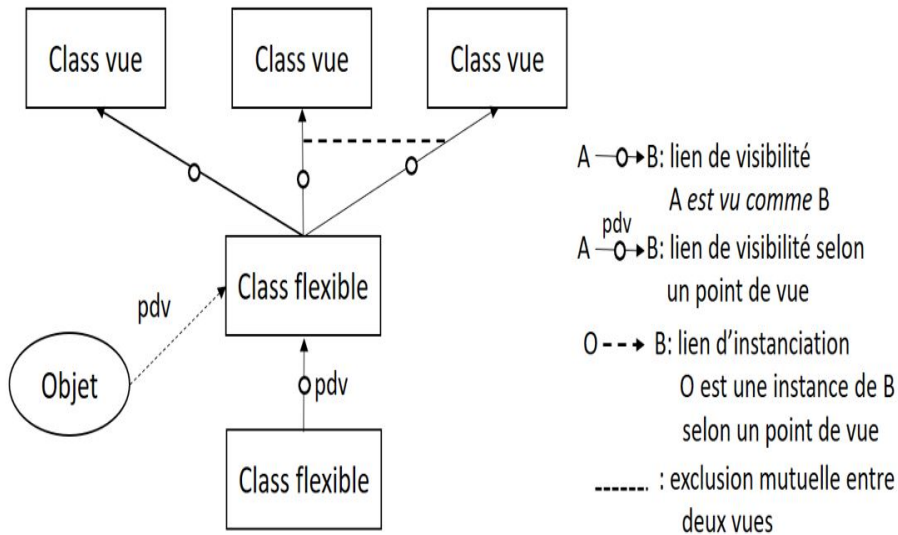 Class vue
Class vue
Class vue
A B: lien de visibilité
A est vu comme B
pdv
A B: lien de visibilité selon
un point de vue
Class flexible
pdv
O B: lien d'instanciation
O est une instance de B
selon un point de vue
Objet
pdv
Class flexible
: exclusion mutuelle entre
deux vues